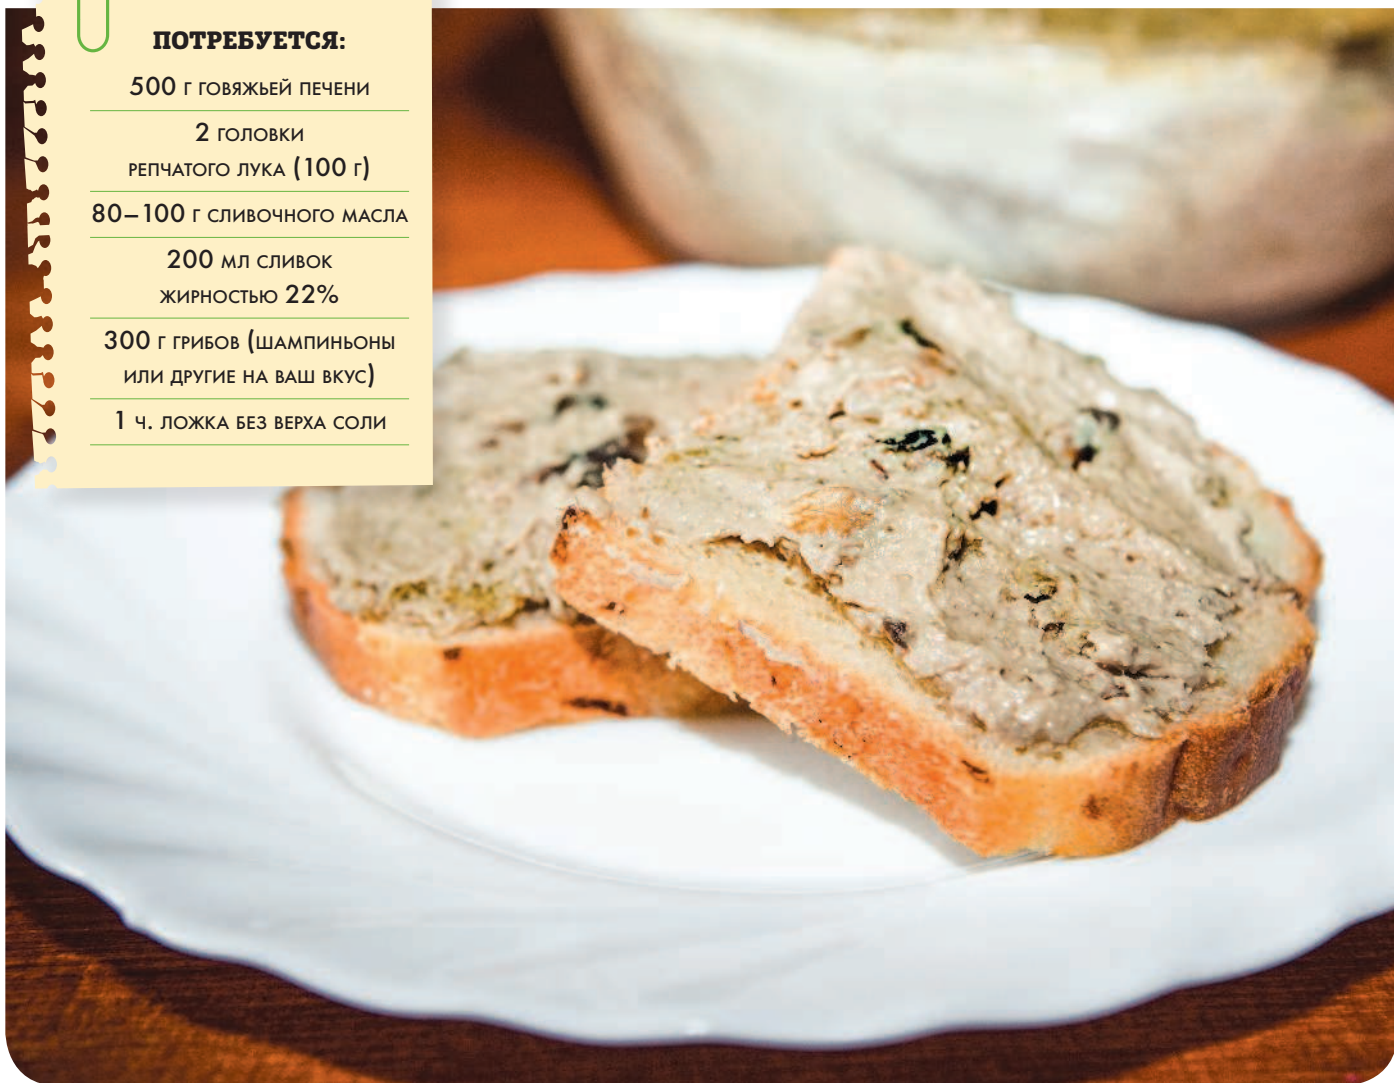 ПОТРЕБУЕТСЯ:
500 г говяжьей печени
2 головки
репчатого лука (100 г)
80–100 г сливочного масла
200 мл сливок
жирностью 22%
300 г грибов (шампиньоны
или другие на ваш вкус)
1 ч. ложка без верха соли